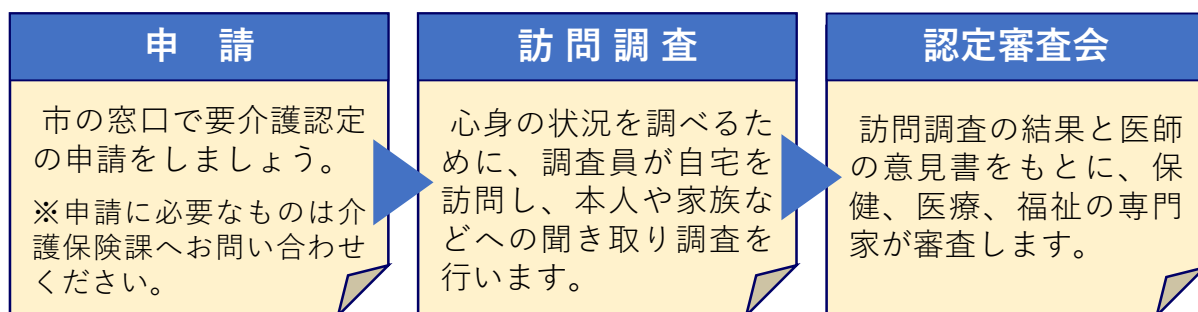 申　請
市の窓口で要介護認定
の申請をしましょう。
※申請に必要なものは介
護保険課へお問い合わせ
ください。
訪 問 調 査
心身の状況を調べるた
めに、調査員が自宅を
訪問し、本人や家族な
どへの聞き取り調査を
行います。
認定審査会
訪問調査の結果と医師
の意見書をもとに、保
健、医療、福祉の専門
家が審査します。